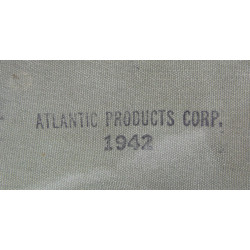 ATLANTIC PRODUCTS CORP.
1942